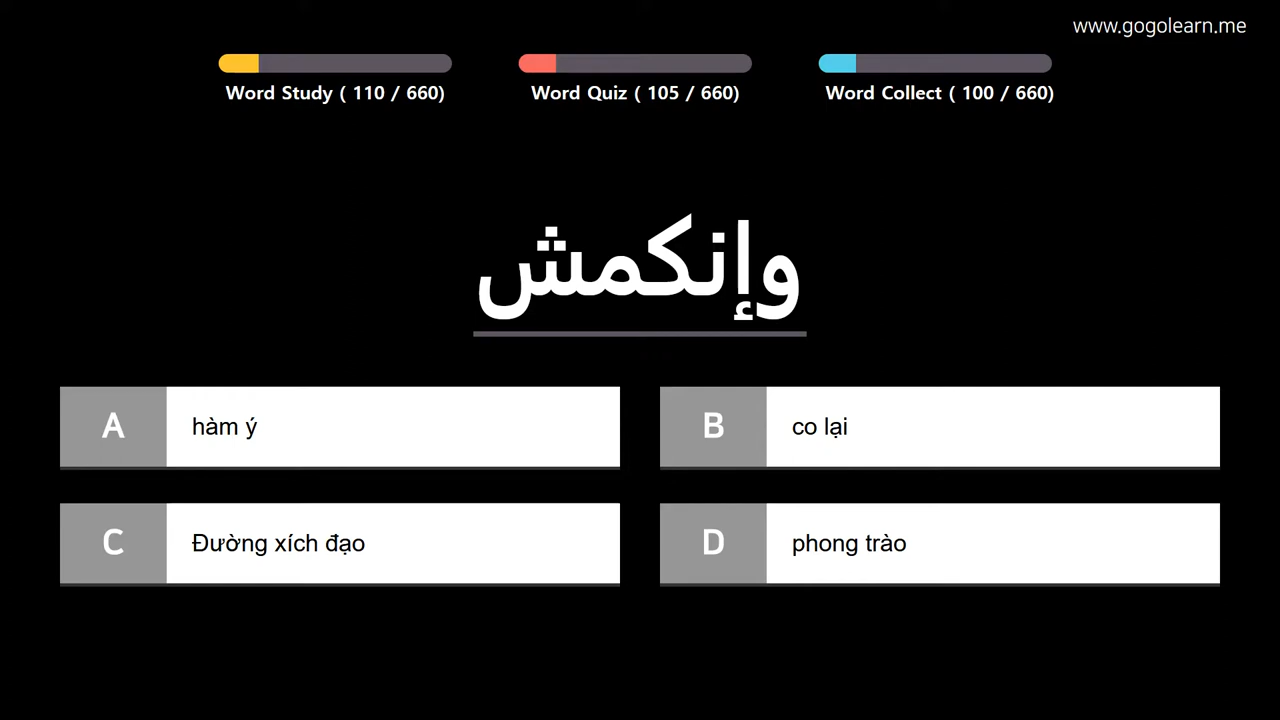 www.gogolearn.me
Word Study ( 110 / 660)
Word Quiz ( 105 / 660)
Word Collect ( 100 / 660)
وإنكمش
A hàm ý
B co lại
C Đường xích đạo
D phong trào